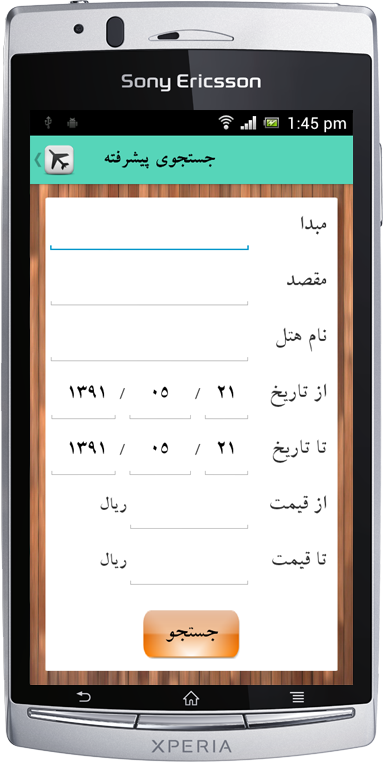 Sony Ericsson
1:45 pm
جستجوی پیشرفته
مبدا
مقصد
نام هتل
از تاریخ ۲۱ / ۰۵ / ۱۳۹۱
تا تاریخ ۲۱ / ۰۵ / ۱۳۹۱
از قیمت ریال
تا قیمت ریال
جستجو
XPERIA